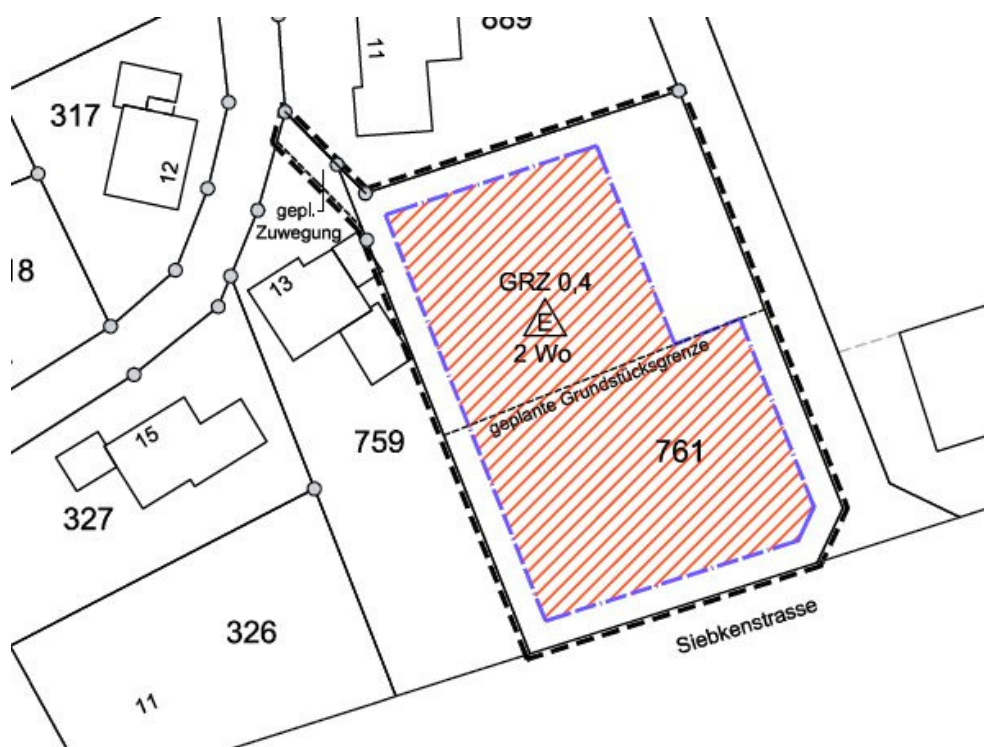 889
11
317
12
gepl.
Zuwegung
18
13
GRZ 0,4
E
2 Wo
geplante Grundstücksgrenze
15
759
761
327
326
11
Siebkenstrasse